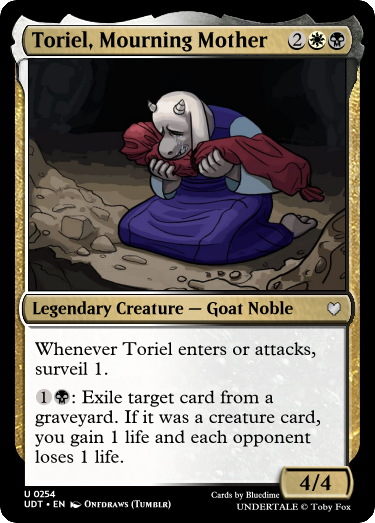 Toriel, Mourning Mother 2
Legendary Creature — Goat Noble
Whenever Toriel enters or attacks,
surveil 1.
1: Exile target card from a
graveyard. If it was a creature card,
you gain 1 life and each opponent
loses 1 life.
4/4
U 0254
UDT • EN OneDraws (Tumblr)
Cards by Bluedime
UNDERTALE © Toby Fox